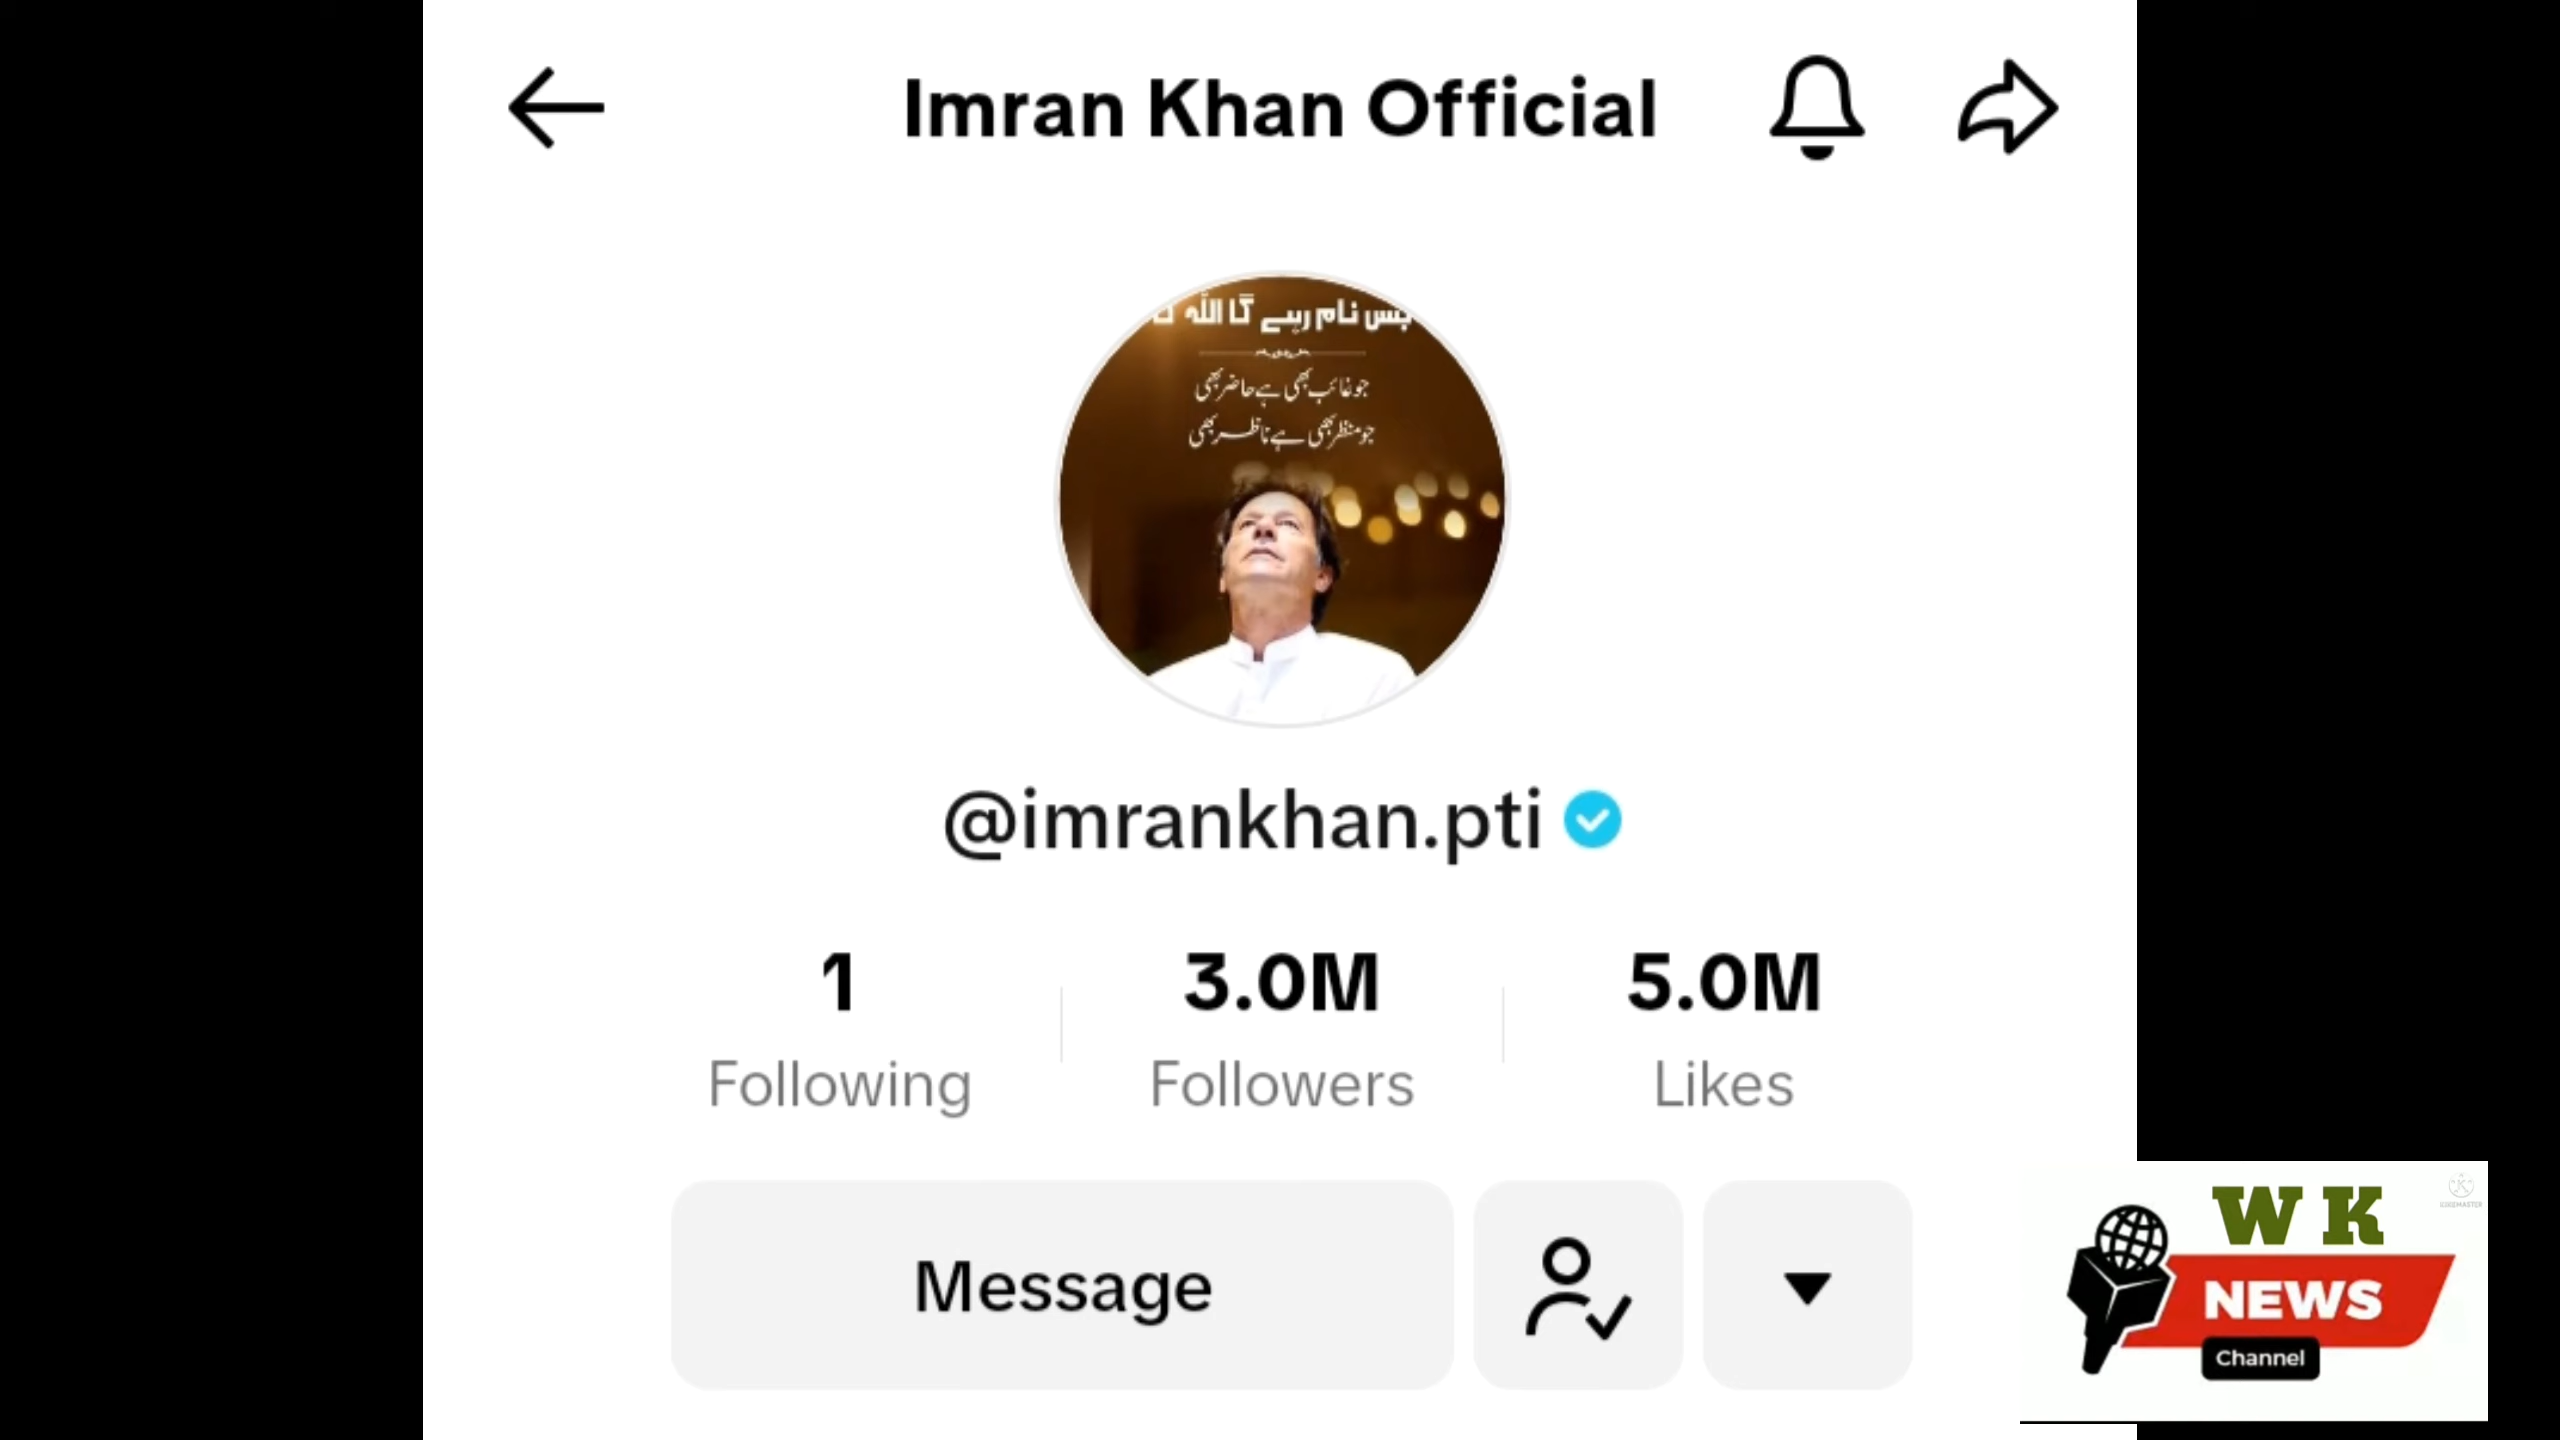 Imran Khan Official
بس نام رہے گا اللہ
جو غائب بھی ہے حاضر بھی
جو منظر بھی ہے ناظر بھی
@imrankhan.pti
1
Following
3.0M
Followers
5.0M
Likes
Message
W K
NEWS
Channel
KINEMASTER